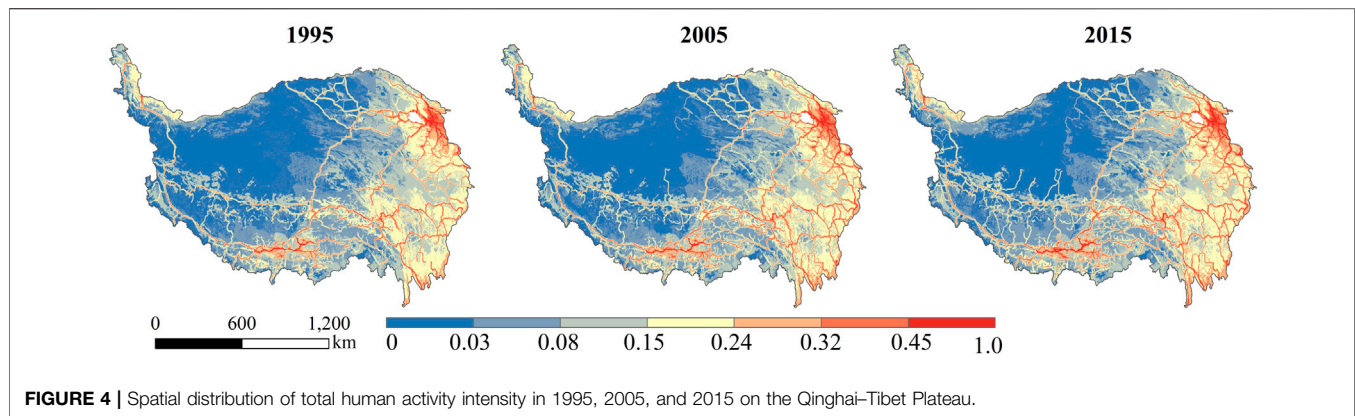 1995 2005 2015
0 600 1,200
km
0 0.03 0.08 0.15 0.24 0.32 0.45 1.0
FIGURE 4 | Spatial distribution of total human activity intensity in 1995, 2005, and 2015 on the Qinghai–Tibet Plateau.